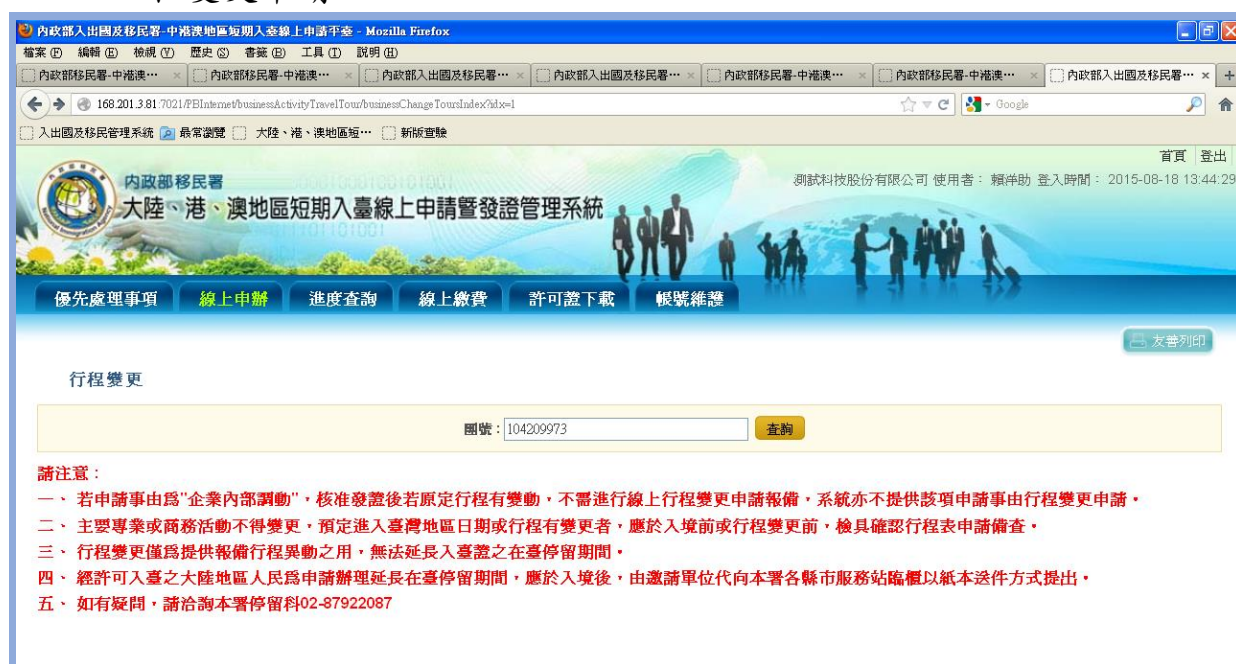 內政部入出國及移民署-中港澳地區短期入臺線上申請平臺 - Mozilla Firefox
檔案(F) 編輯(E) 檢視(V) 歷史(S) 書籤(B) 工具(T) 說明(H)
內政部移民署-中港澳… × 內政部移民署-中港澳… × 內政部入出國及移民署… × 內政部入出國及移民署… × 內政部移民署-中港澳… × 內政部移民署-中港澳… × 內政部入出國及移民署… × +
168.201.3.81:7021/PBInternet/businessActivityTravelTour/businessChangeToursIndex?idx=1 Google
入出國及移民管理系統 最常瀏覽 大陸、港、澳地區短… 新版查驗
首頁 登出
內政部移民署
測試科技股份有限公司 使用者： 賴侔助 登入時間： 2015-08-18 13:44:29
大陸、港、澳地區短期入臺線上申請暨發證管理系統
優先處理事項 線上申辦 進度查詢 線上繳費 許可證下載 帳號維護
友善列印
行程變更
團號：104209973 查詢
請注意：
一、 若申請事由為"企業內部調動"，核准發證後若原定行程有變動，不需進行線上行程變更申請報備，系統亦不提供該項申請事由行程變更申請。
二、 主要專業或商務活動不得變更，預定進入臺灣地區日期或行程有變更者，應於入境前或行程變更前，檢具確認行程表申請備查。
三、 行程變更僅為提供報備行程異動之用，無法延長入臺證之在臺停留期間。
四、 經許可入臺之大陸地區人民為申請辦理延長在臺停留期間，應於入境後，由邀請單位代向本署各縣市服務站臨櫃以紙本送件方式提出。
五、 如有疑問，請洽詢本署停留科02-87922087